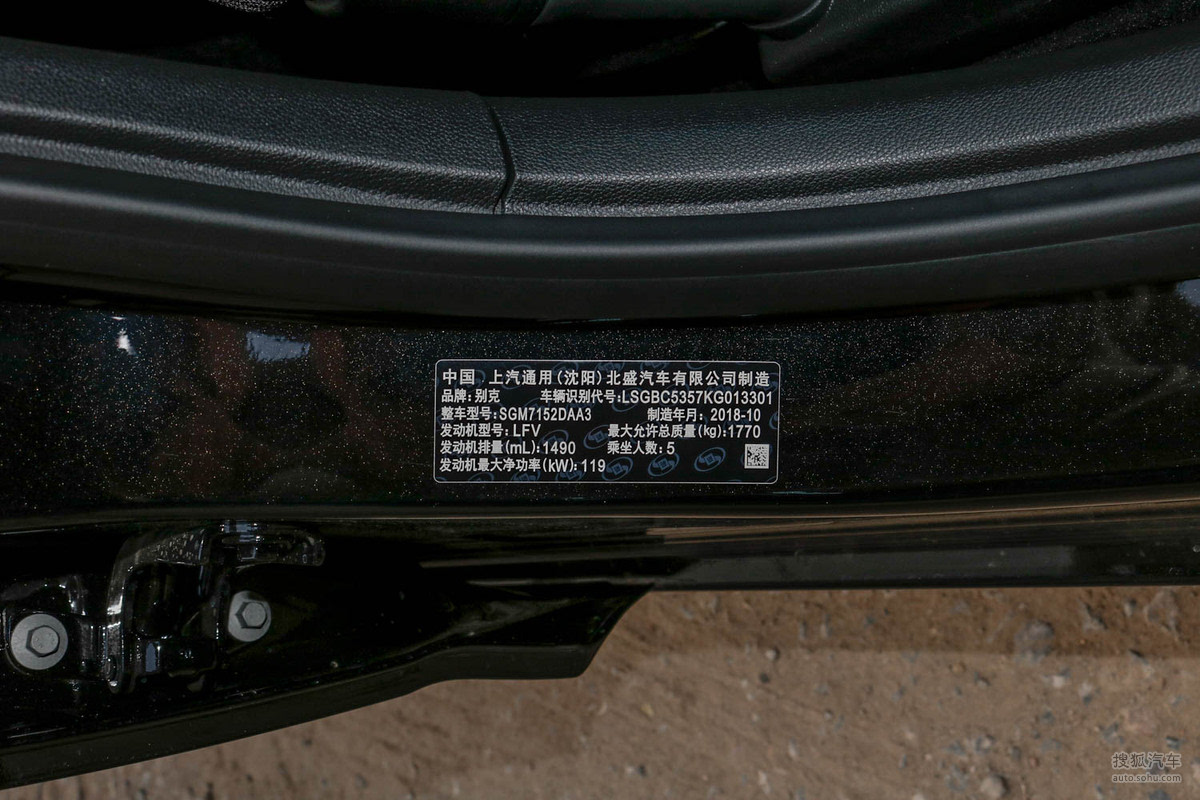 中国 上汽通用(沈阳)北盛汽车有限公司制造
品牌:别克 车辆识别代号:LSGBC5357KG013301
整车型号:SGM7152DAA3 制造年月: 2018-10
发动机型号:LFV 最大允许总质量(kg):1770
发动机排量(mL):1490 乘坐人数:5
发动机最大净功率(kW):119
搜狐汽车
auto.sohu.com